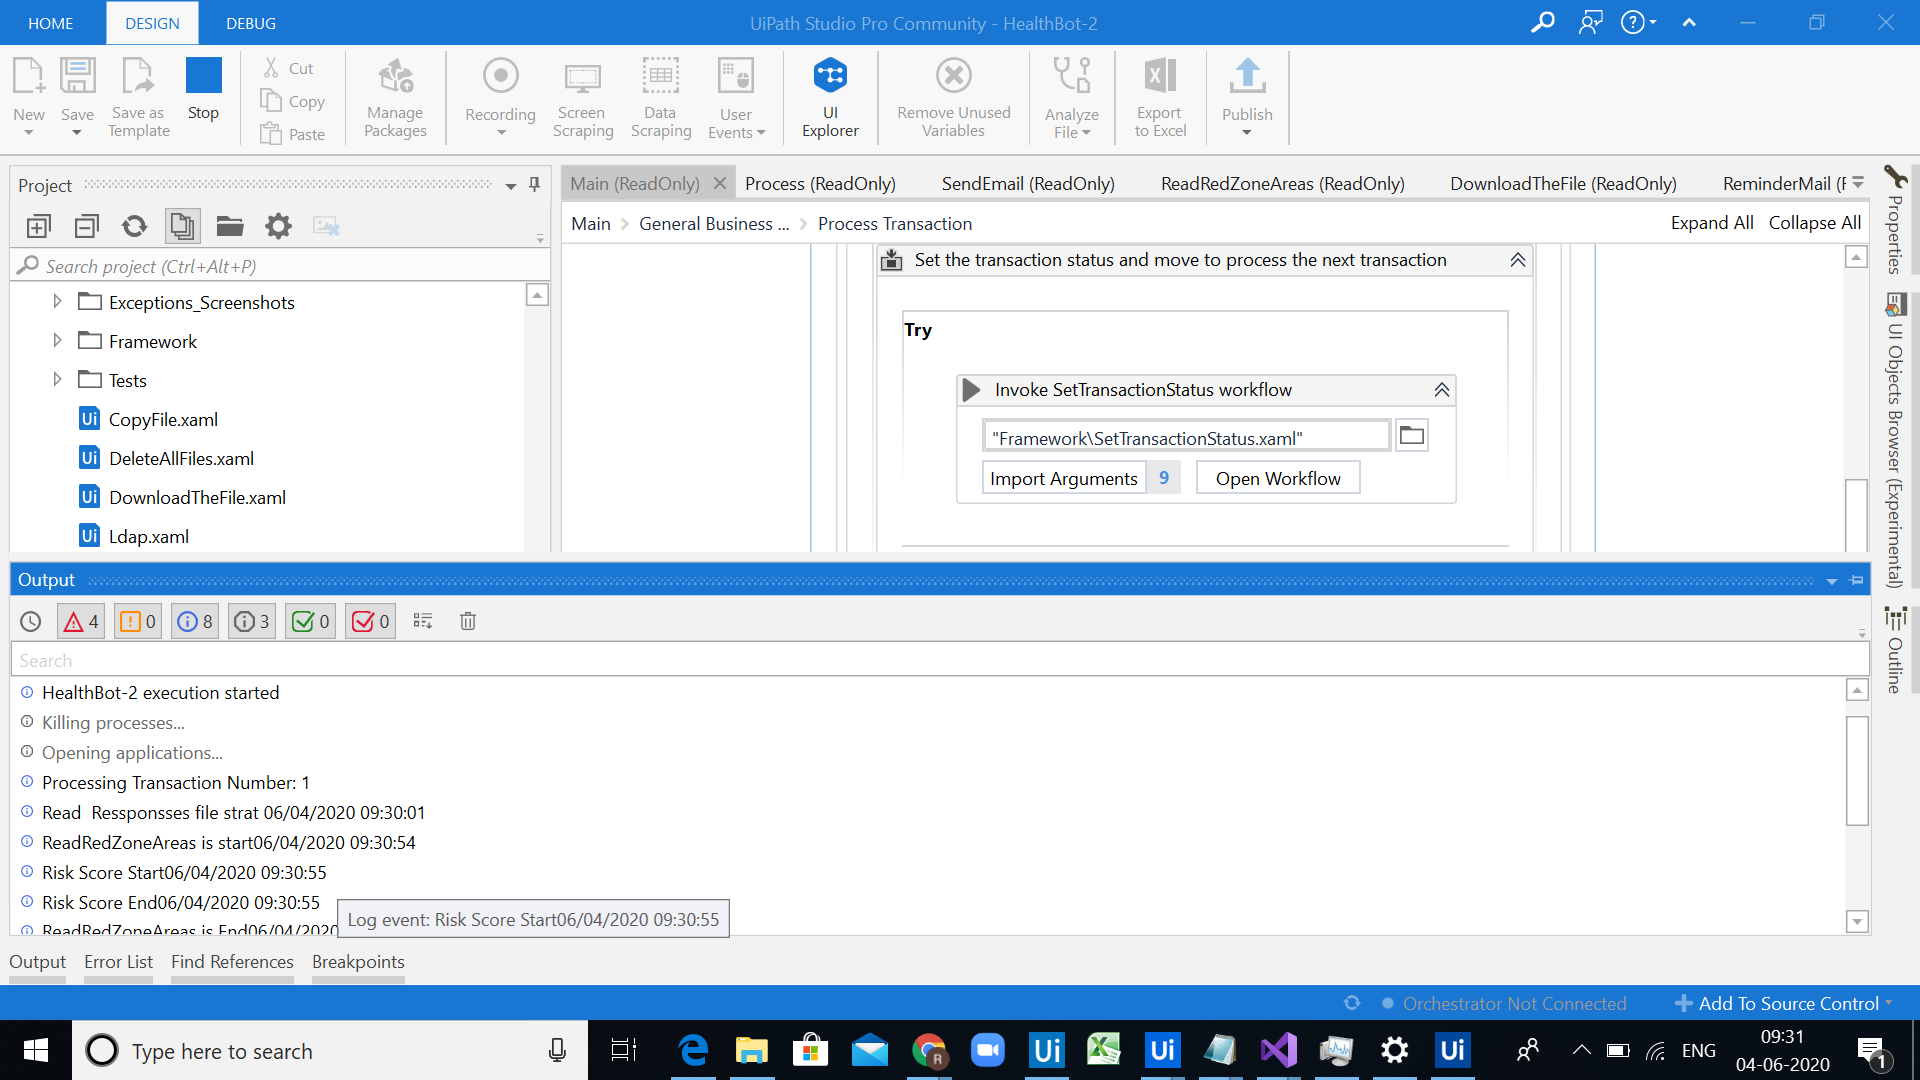 HOME DESIGN DEBUG UiPath Studio Pro Community - HealthBot-2
New Save Save as Template Stop Cut Copy Paste Manage Packages Recording Screen Scraping Data Scraping User Events UI Explorer Remove Unused Variables Analyze File Export to Excel Publish
Project
Main (ReadOnly) Process (ReadOnly) SendEmail (ReadOnly) ReadRedZoneAreas (ReadOnly) DownloadTheFile (ReadOnly) ReminderMail (F
Main General Business ... Process Transaction Expand All Collapse All
Search project (Ctrl+Alt+P)
Exceptions_Screenshots
Framework
Tests
Ui CopyFile.xaml
Ui DeleteAllFiles.xaml
Ui DownloadTheFile.xaml
Ui Ldap.xaml
Set the transaction status and move to process the next transaction
Try
Invoke SetTransactionStatus workflow
"Framework\SetTransactionStatus.xaml"
Import Arguments 9 Open Workflow
Properties
UI Objects Browser (Experimental)
Outline
Output
4 0 8 3 0 0
Search
HealthBot-2 execution started
Killing processes...
Opening applications...
Processing Transaction Number: 1
Read  Ressponsses file strat 06/04/2020 09:30:01
ReadRedZoneAreas is start06/04/2020 09:30:54
Risk Score Start06/04/2020 09:30:55
Risk Score End06/04/2020 09:30:55
Log event: Risk Score Start06/04/2020 09:30:55
ReadRedZoneAreas is End06/04/2020
Output Error List Find References Breakpoints
Orchestrator Not Connected Add To Source Control
Type here to search
R Ui Ui Ui
ENG 09:31
04-06-2020
1